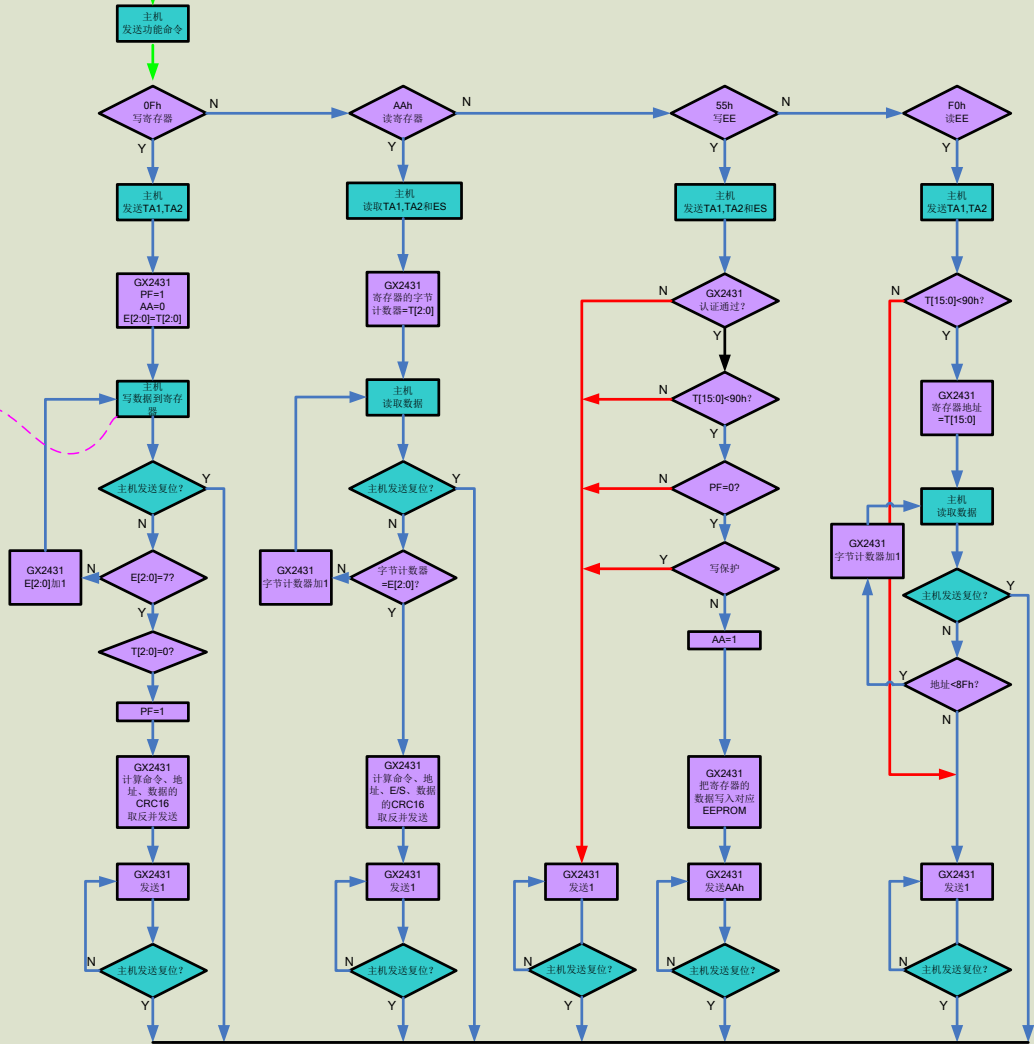 主机
发送功能命令
0Fh
写寄存器
N
Y
主机
发送TA1,TA2
GX2431
PF=1
AA=0
E[2:0]=T[2:0]
主机
写数据到寄存
器
主机发送复位？
Y
N
E[2:0]=7?
N
Y
GX2431
E[2:0]加1
T[2:0]=0?
PF=1
GX2431
计算命令、地
址、数据的
CRC16
取反并发送
GX2431
发送1
主机发送复位？
N
Y
AAh
读寄存器
N
Y
主机
读取TA1,TA2和ES
GX2431
寄存器的字节
计数器=T[2:0]
主机
读取数据
主机发送复位？
Y
N
字节计数器
=E[2:0]？
N
Y
GX2431
字节计数器加1
GX2431
计算命令、地
址、E/S、数据
的CRC16
取反并发送
GX2431
发送1
主机发送复位？
N
Y
55h
写EE
N
Y
主机
发送TA1,TA2和ES
GX2431
认证通过？
N
Y
T[15:0]<90h？
N
Y
PF=0?
N
Y
写保护
Y
N
AA=1
GX2431
把寄存器的
数据写入对应
EEPROM
GX2431
发送1
主机发送复位？
N
Y
GX2431
发送AAh
主机发送复位？
N
Y
F0h
读EE
Y
主机
发送TA1,TA2
T[15:0]<90h？
N
Y
GX2431
寄存器地址
=T[15:0]
主机
读取数据
GX2431
字节计数器加1
主机发送复位？
Y
N
地址<8Fh？
Y
N
GX2431
发送1
主机发送复位？
N
Y